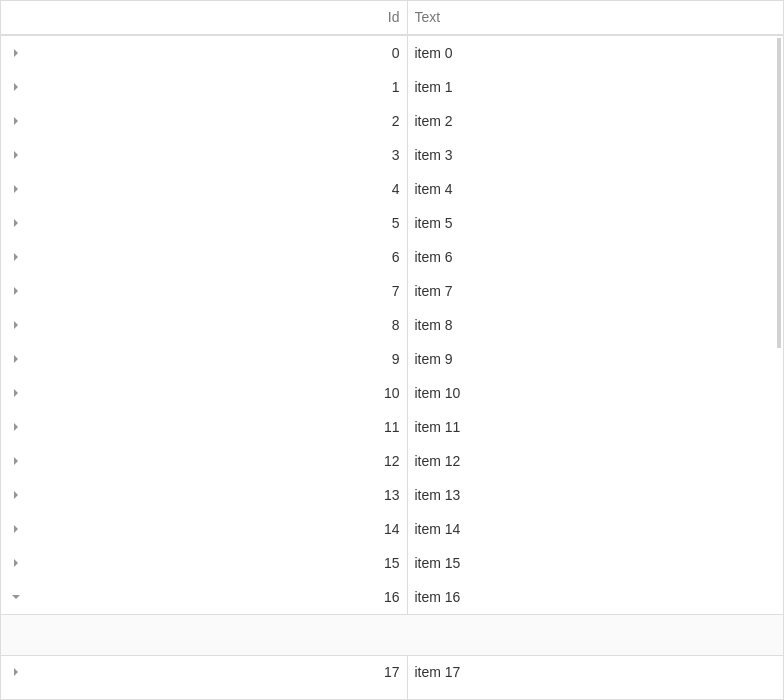 Id Text
0 item 0
1 item 1
2 item 2
3 item 3
4 item 4
5 item 5
6 item 6
7 item 7
8 item 8
9 item 9
10 item 10
11 item 11
12 item 12
13 item 13
14 item 14
15 item 15
16 item 16
17 item 17